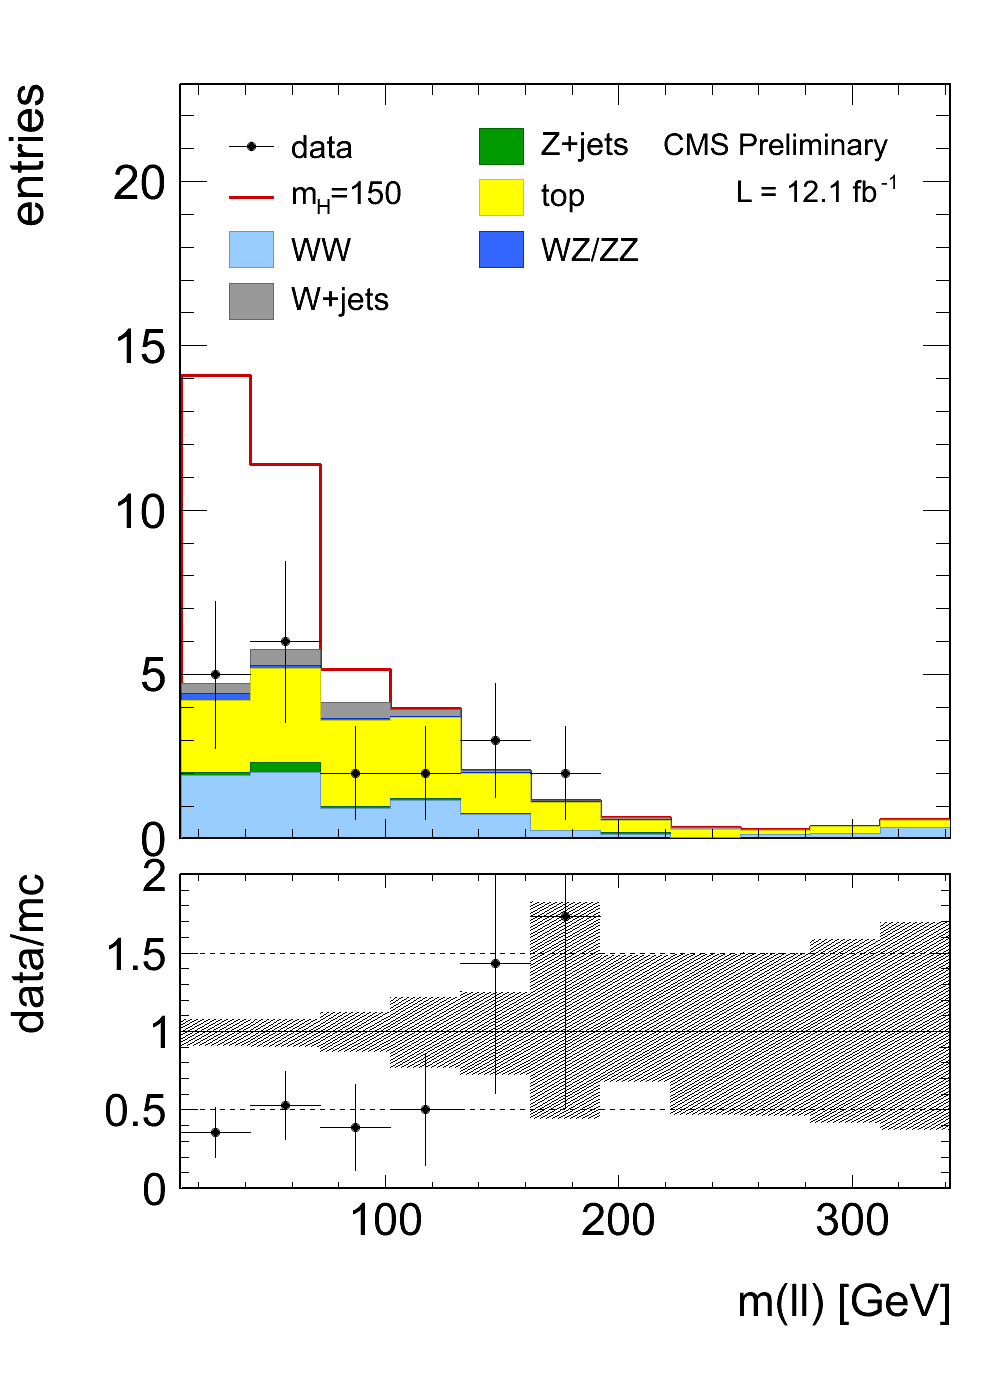 entries
20
15
10
5
0
data
m_H=150
WW
W+jets
Z+jets
top
WZ/ZZ
CMS Preliminary
L = 12.1 fb^-1
data/mc
2
1.5
1
0.5
0
100 200 300
m(ll) [GeV]